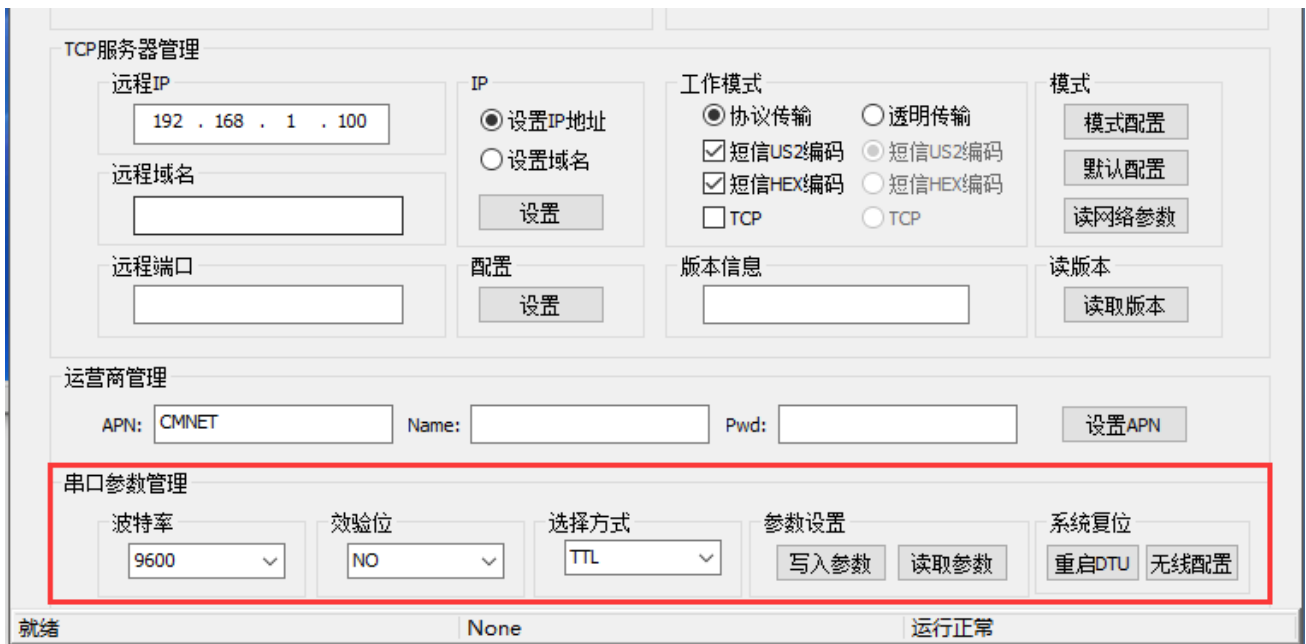 TCP服务器管理
远程IP
192 . 168 . 1 . 100
远程域名
IP
设置IP地址
设置域名
设置
工作模式
协议传输 透明传输
短信US2编码 短信US2编码
短信HEX编码 短信HEX编码
TCP TCP
模式
模式配置
默认配置
读网络参数
远程端口
配置
设置
版本信息
读版本
读取版本
运营商管理
APN: CMNET Name: Pwd: 设置APN
串口参数管理
波特率
9600
效验位
NO
选择方式
TTL
参数设置
写入参数 读取参数
系统复位
重启DTU 无线配置
就绪 None 运行正常